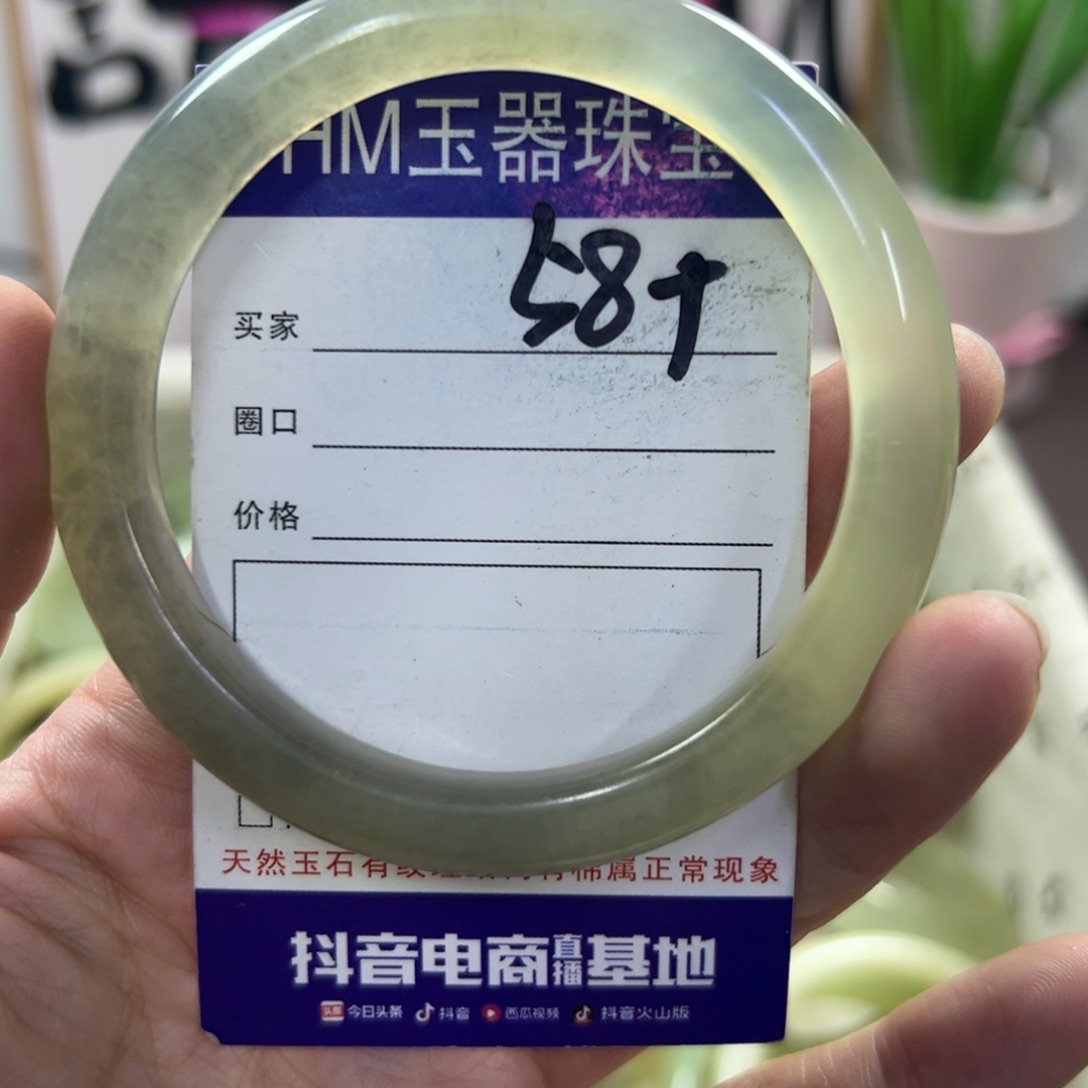 HM玉器珠宝
58+
买家
圈口
价格
天然玉石有纹 棉属正常现象
抖音电商直播基地
头条 今日头条 抖音 西瓜视频 抖音火山版